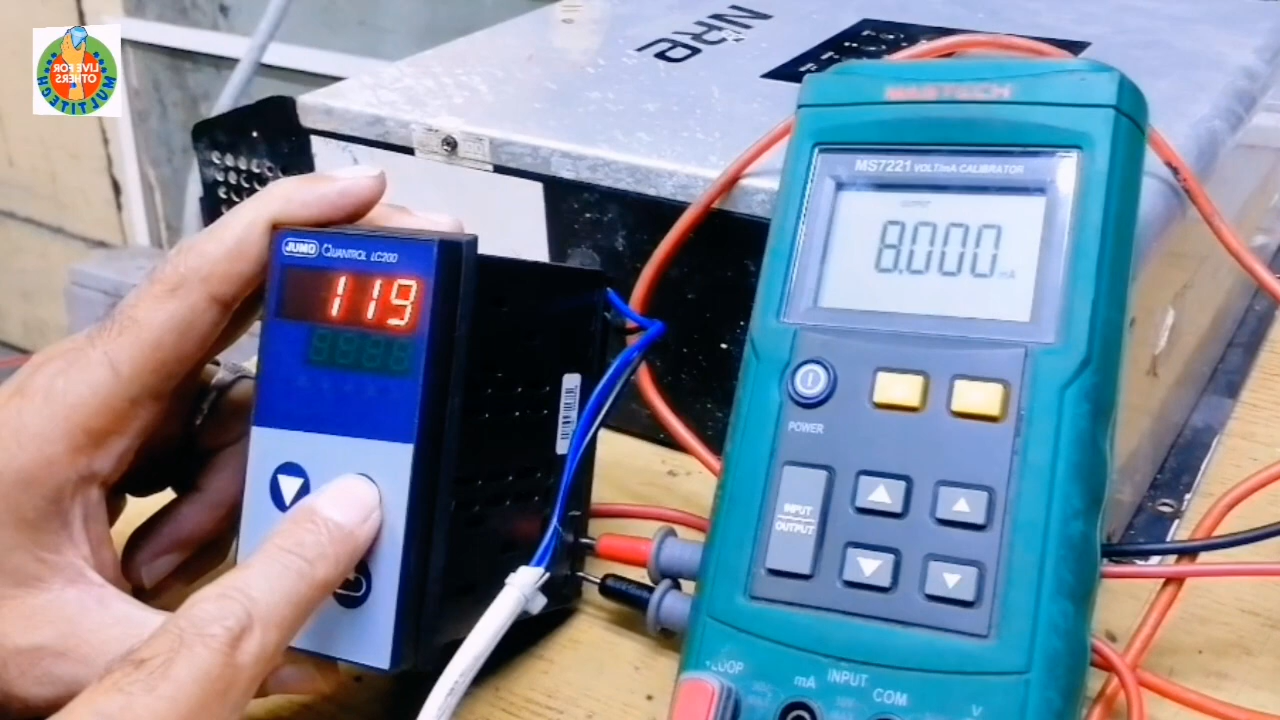 LIVE FOR
OTHERS
MULTITECH
NRe
MASTECH
MS7221 VOLT/mA CALIBRATOR
OUTPUT
8.000 mA
JUMO QUANTROL LC200
119
POWER
INPUT
OUTPUT
LOOP
mA
INPUT
COM
V